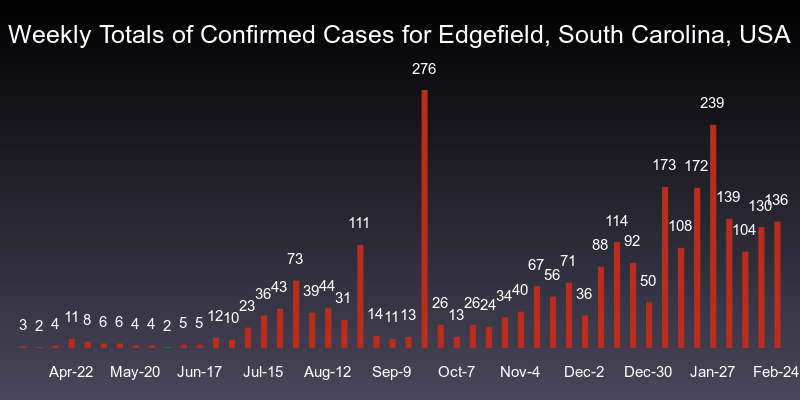 Weekly Totals of Confirmed Cases for Edgefield, South Carolina, USA
3 2 4 11 8 6 6 4 4 2 5 5 12 10 23 36 43 73 39 44 31 111 14 11 13 276 26 13 26 24 34 40 67 56 71 36 88 114 92 50 173 108 172 239 139 104 130 136
Apr-22 May-20 Jun-17 Jul-15 Aug-12 Sep-9 Oct-7 Nov-4 Dec-2 Dec-30 Jan-27 Feb-24